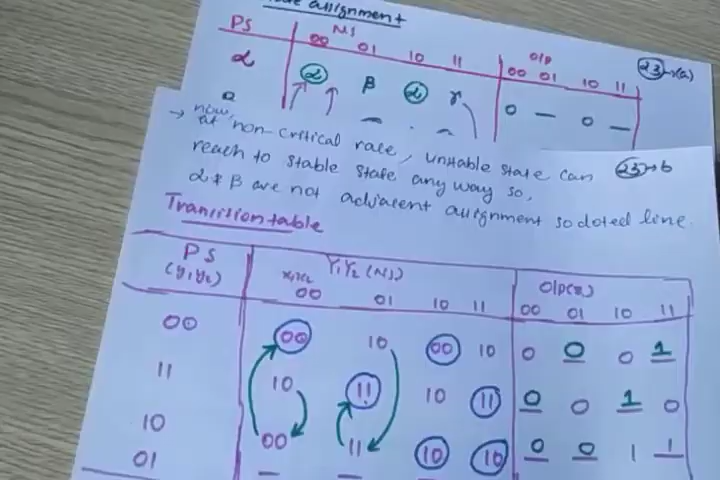 assignment
PS NS O/p 23→(a)
00 01 10 11 00 01 10 11
α α β α r 0 — 0 —
→ now, at non-critical race, unstable state can 23→b
reach to stable state any way so,
α & β are not adjacent assignment so doted line.
Transistion table
PS Y₁Y₂ (NS) O/p(z)
(y₁y₂) x₁x₂
00 01 10 11 00 01 10 11
00 00 10 00 10 0 0 0 1
11 10 11 10 11 0 0 1 0
10 00 11 10 10 0 0 1 1
01 — —